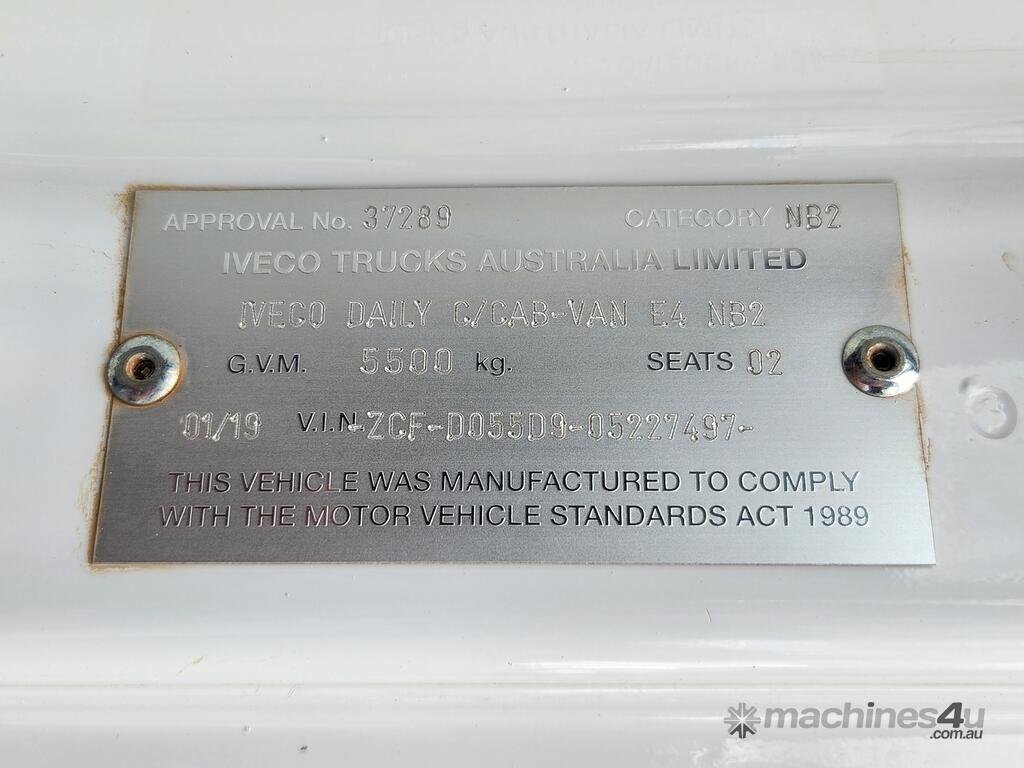 APPROVAL No. 37289 CATEGORY NB2
IVECO TRUCKS AUSTRALIA LIMITED
IVECO DAILY C/CAB-VAN E4 NB2
G.V.M. 5500 kg. SEATS 02
01/19 V.I.N-ZCF-D055D9-05227497-
THIS VEHICLE WAS MANUFACTURED TO COMPLY
WITH THE MOTOR VEHICLE STANDARDS ACT 1989
machines4u
.com.au